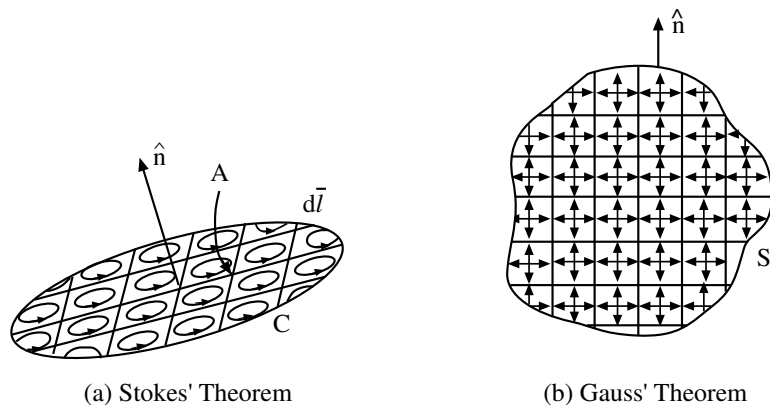 n̂
A
dl̄
C
(a) Stokes' Theorem
n̂
S
(b) Gauss' Theorem